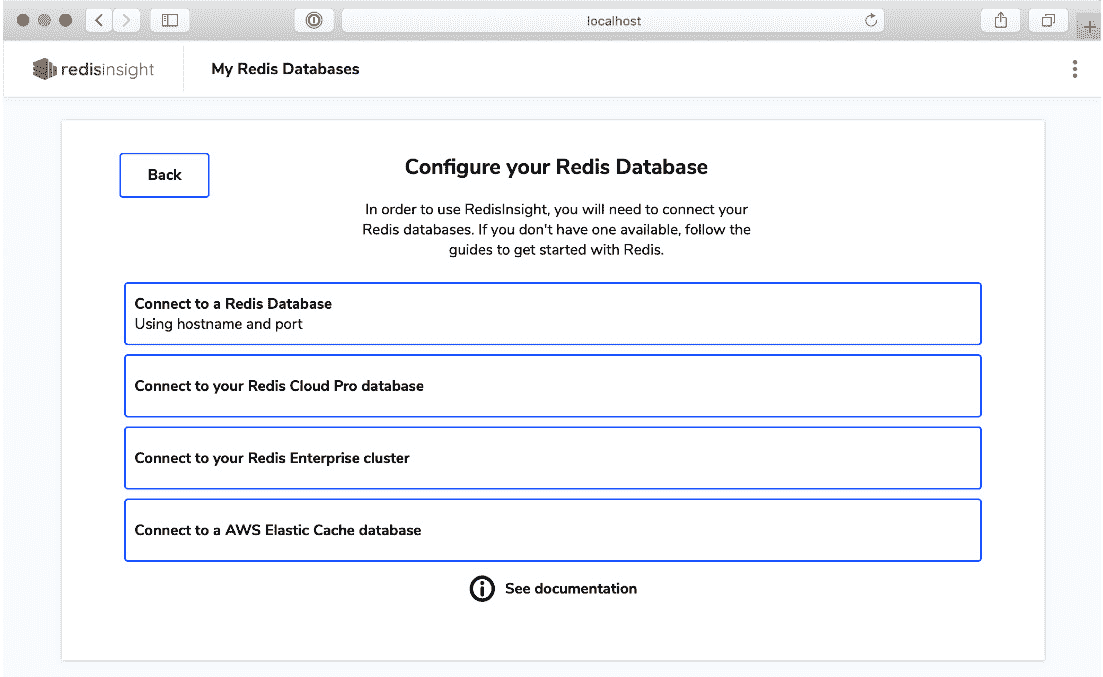 localhost
redisinsight
My Redis Databases
Back
Configure your Redis Database
In order to use RedisInsight, you will need to connect your
Redis databases. If you don't have one available, follow the
guides to get started with Redis.
Connect to a Redis Database
Using hostname and port
Connect to your Redis Cloud Pro database
Connect to your Redis Enterprise cluster
Connect to a AWS Elastic Cache database
See documentation